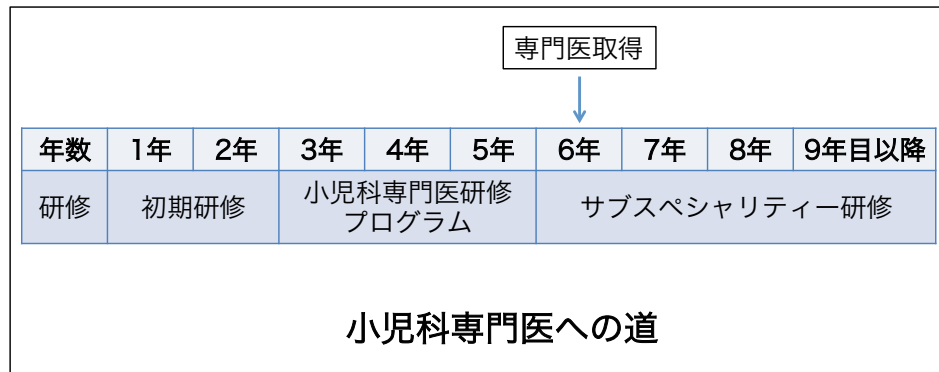 専門医取得
年数 1年 2年 3年 4年 5年 6年 7年 8年 9年目以降
研修 初期研修 小児科専門医研修 サブスペシャリティー研修
プログラム
小児科専門医への道